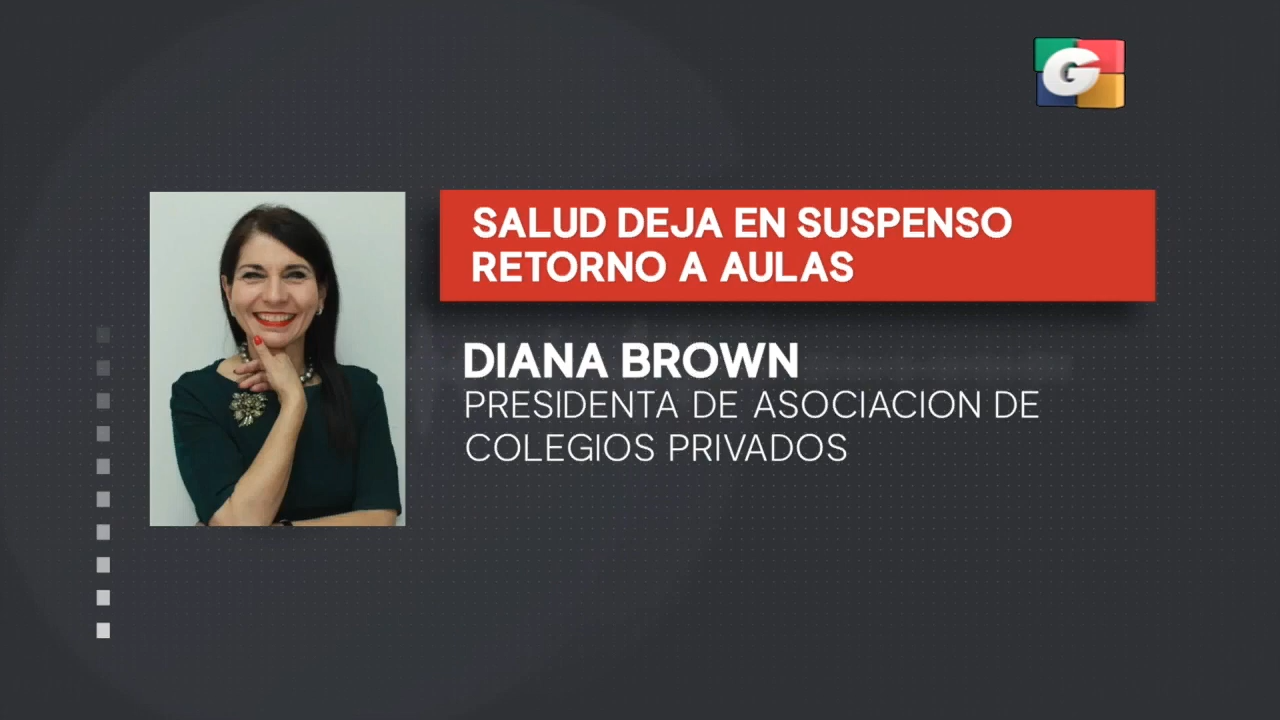 G
SALUD DEJA EN SUSPENSO
RETORNO A AULAS
DIANA BROWN
PRESIDENTA DE ASOCIACION DE
COLEGIOS PRIVADOS